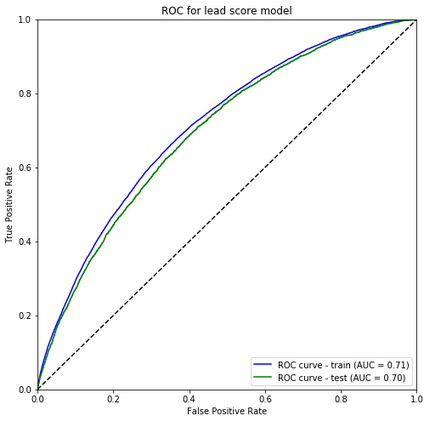 ROC for lead score model
1.0
0.8
0.6
0.4
0.2
0.0
True Positive Rate
ROC curve - train (AUC = 0.71)
ROC curve - test (AUC = 0.70)
0.0 0.2 0.4 0.6 0.8 1.0
False Positive Rate